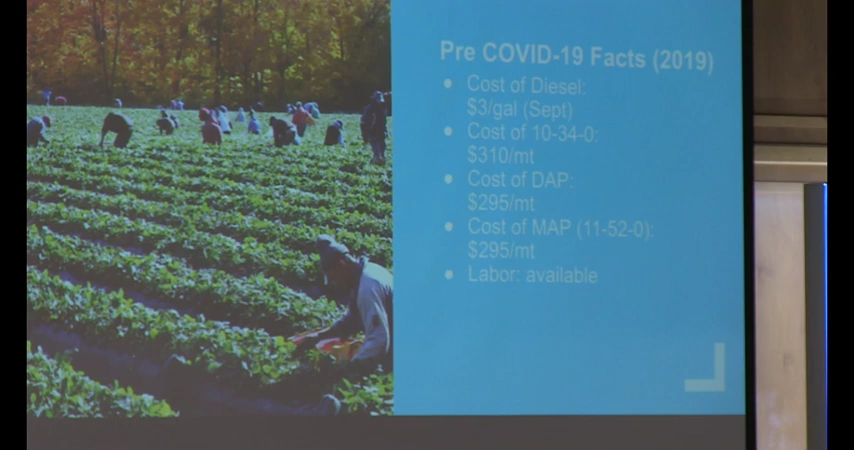 Pre COVID-19 Facts (2019)
• Cost of Diesel:
$3/gal (Sept)
• Cost of 10-34-0:
$310/mt
• Cost of DAP:
$295/mt
• Cost of MAP (11-52-0):
$295/mt
• Labor: available